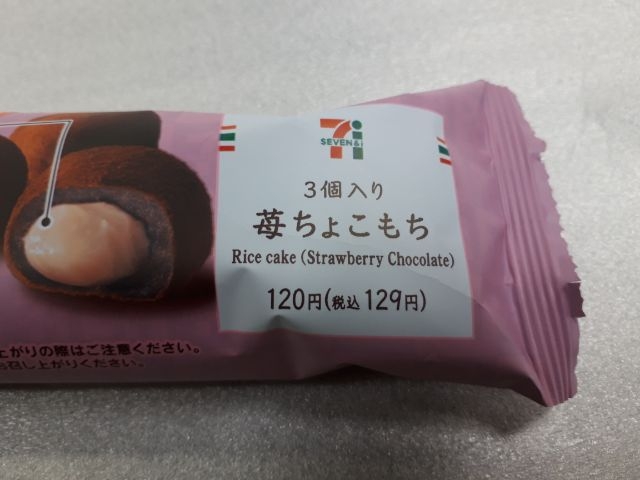 7i
SEVEN&i
3個入り
苺ちょこもち
Rice cake (Strawberry Chocolate)
120円(税込129円)
上がりの際はご注意ください。
召し上がりください。